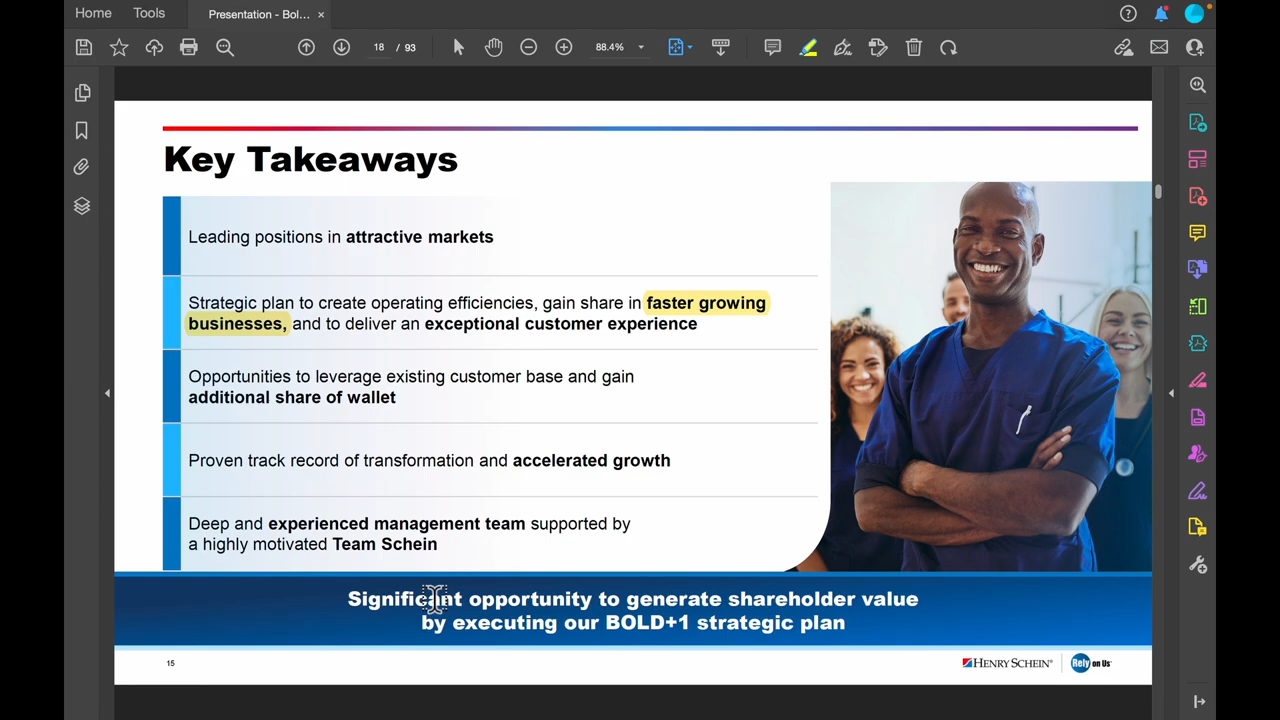 Home
Tools
Presentation - Bol...
18 / 93
88.4%
Key Takeaways
Leading positions in attractive markets
Strategic plan to create operating efficiencies, gain share in faster growing
businesses, and to deliver an exceptional customer experience
Opportunities to leverage existing customer base and gain
additional share of wallet
Proven track record of transformation and accelerated growth
Deep and experienced management team supported by
a highly motivated Team Schein
Significant opportunity to generate shareholder value
by executing our BOLD+1 strategic plan
15
HENRY SCHEIN®
Rely on Us